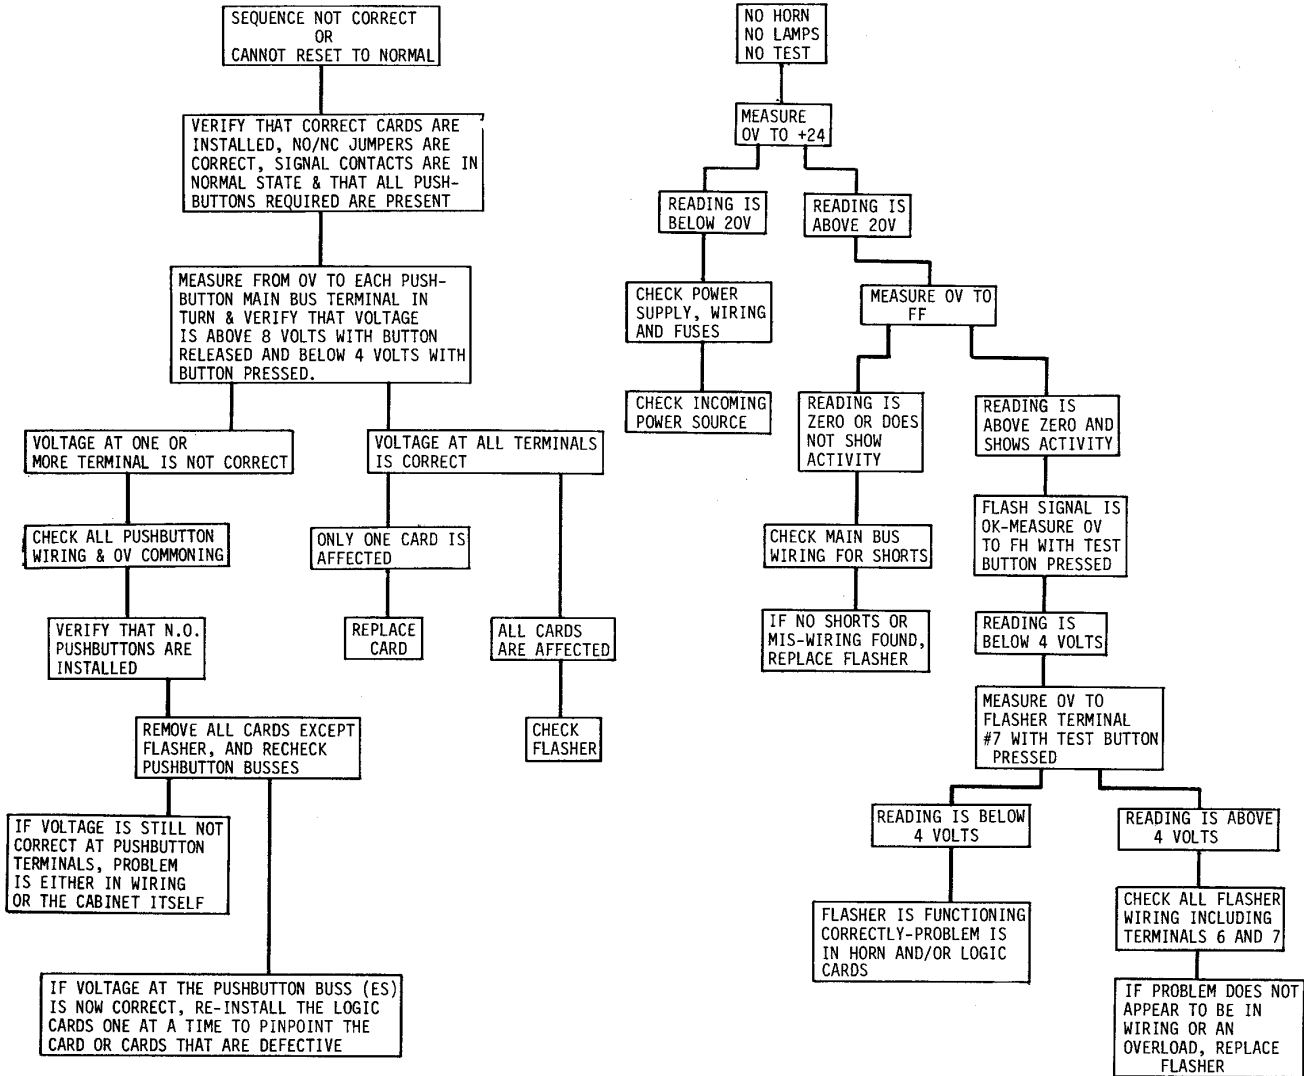 SEQUENCE NOT CORRECT
OR
CANNOT RESET TO NORMAL
VERIFY THAT CORRECT CARDS ARE
INSTALLED, NO/NC JUMPERS ARE
CORRECT, SIGNAL CONTACTS ARE IN
NORMAL STATE & THAT ALL PUSH-
BUTTONS REQUIRED ARE PRESENT
MEASURE FROM OV TO EACH PUSH-
BUTTON MAIN BUS TERMINAL IN
TURN & VERIFY THAT VOLTAGE
IS ABOVE 8 VOLTS WITH BUTTON
RELEASED AND BELOW 4 VOLTS WITH
BUTTON PRESSED.
VOLTAGE AT ONE OR
MORE TERMINAL IS NOT CORRECT
CHECK ALL PUSHBUTTON
WIRING & OV COMMONING
VERIFY THAT N.O.
PUSHBUTTONS ARE
INSTALLED
REMOVE ALL CARDS EXCEPT
FLASHER, AND RECHECK
PUSHBUTTON BUSSES
IF VOLTAGE IS STILL NOT
CORRECT AT PUSHBUTTON
TERMINALS, PROBLEM
IS EITHER IN WIRING
OR THE CABINET ITSELF
IF VOLTAGE AT THE PUSHBUTTON BUSS (ES)
IS NOW CORRECT, RE-INSTALL THE LOGIC
CARDS ONE AT A TIME TO PINPOINT THE
CARD OR CARDS THAT ARE DEFECTIVE
VOLTAGE AT ALL TERMINALS
IS CORRECT
ONLY ONE CARD IS
AFFECTED
REPLACE
CARD
ALL CARDS
ARE AFFECTED
CHECK
FLASHER
NO HORN
NO LAMPS
NO TEST
MEASURE
OV TO +24
READING IS
BELOW 20V
CHECK POWER
SUPPLY, WIRING
AND FUSES
CHECK INCOMING
POWER SOURCE
READING IS
ABOVE 20V
MEASURE OV TO
FF
READING IS
ZERO OR DOES
NOT SHOW
ACTIVITY
CHECK MAIN BUS
WIRING FOR SHORTS
IF NO SHORTS OR
MIS-WIRING FOUND,
REPLACE FLASHER
READING IS
ABOVE ZERO AND
SHOWS ACTIVITY
FLASH SIGNAL IS
OK-MEASURE OV
TO FH WITH TEST
BUTTON PRESSED
READING IS
BELOW 4 VOLTS
MEASURE OV TO
FLASHER TERMINAL
#7 WITH TEST BUTTON
PRESSED
READING IS BELOW
4 VOLTS
FLASHER IS FUNCTIONING
CORRECTLY-PROBLEM IS
IN HORN AND/OR LOGIC
CARDS
READING IS ABOVE
4 VOLTS
CHECK ALL FLASHER
WIRING INCLUDING
TERMINALS 6 AND 7
IF PROBLEM DOES NOT
APPEAR TO BE IN
WIRING OR AN
OVERLOAD, REPLACE
FLASHER